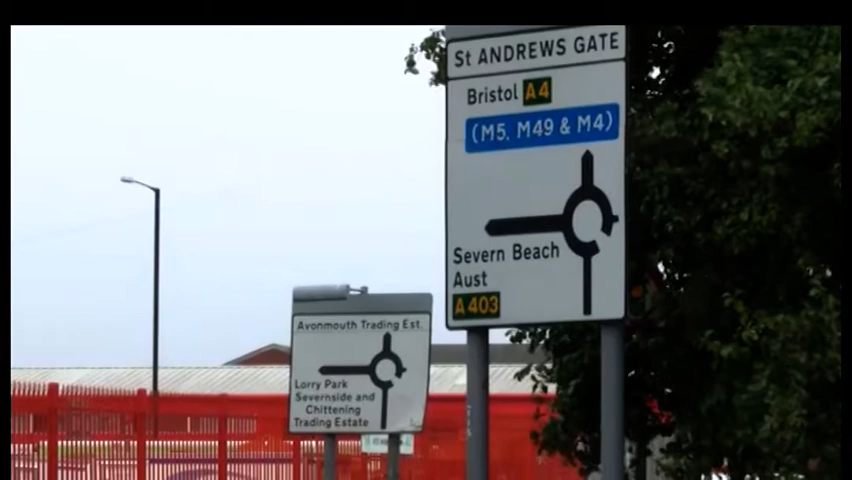 St ANDREWS GATE
Bristol A4
(M5, M49 & M4)
Severn Beach
Aust
A403
Avonmouth Trading Est.
Lorry Park
Severnside and
Chittening
Trading Estate